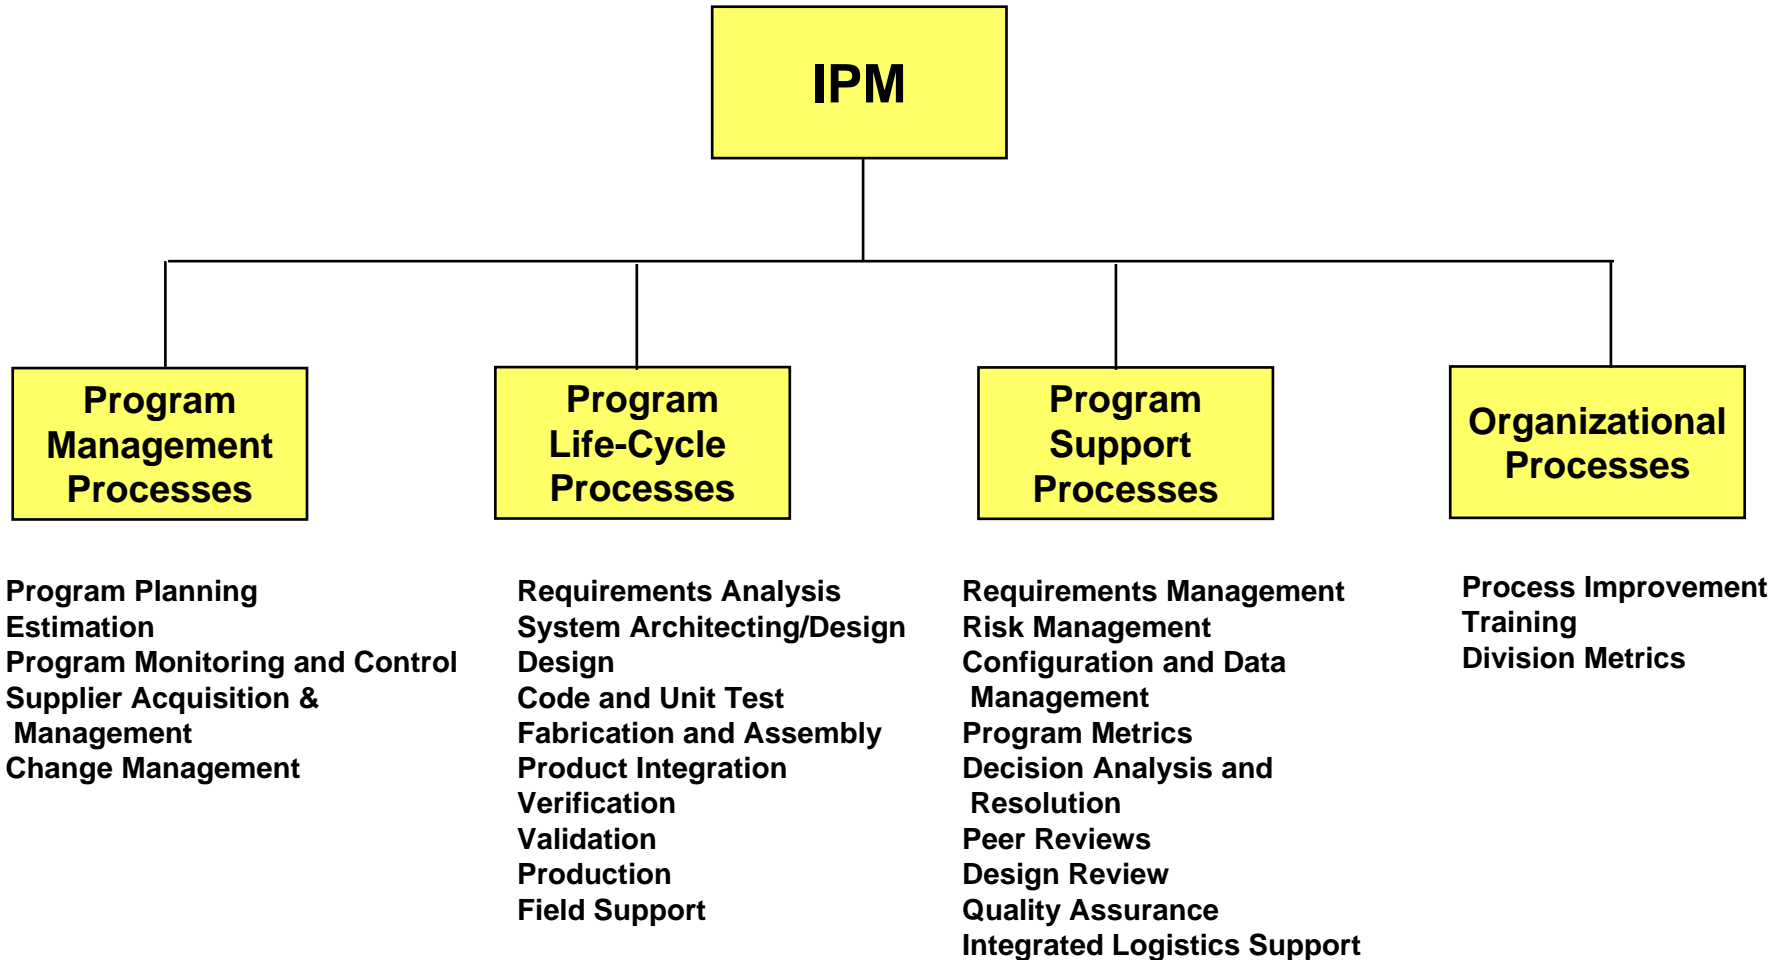 IPM
Program
Management
Processes
Program
Life-Cycle
Processes
Program
Support
Processes
Organizational
Processes
Program Planning
Estimation
Program Monitoring and Control
Supplier Acquisition &
Management
Change Management
Requirements Analysis
System Architecting/Design
Design
Code and Unit Test
Fabrication and Assembly
Product Integration
Verification
Validation
Production
Field Support
Requirements Management
Risk Management
Configuration and Data
Management
Program Metrics
Decision Analysis and
Resolution
Peer Reviews
Design Review
Quality Assurance
Integrated Logistics Support
Process Improvement
Training
Division Metrics